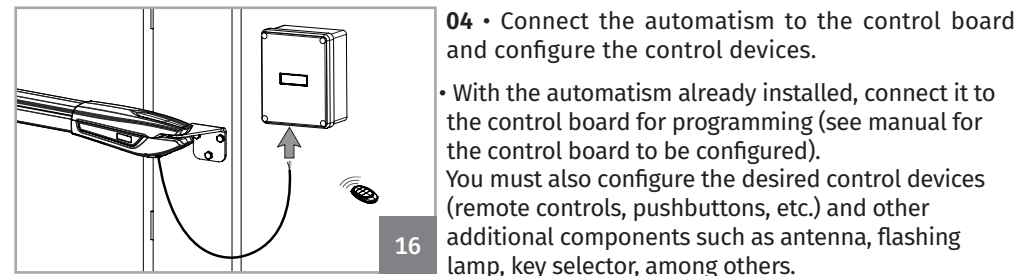 04 • Connect the automatism to the control board
and configure the control devices.
• With the automatism already installed, connect it to
the control board for programming (see manual for
the control board to be configured).
You must also configure the desired control devices
(remote controls, pushbuttons, etc.) and other
additional components such as antenna, flashing
lamp, key selector, among others.
16